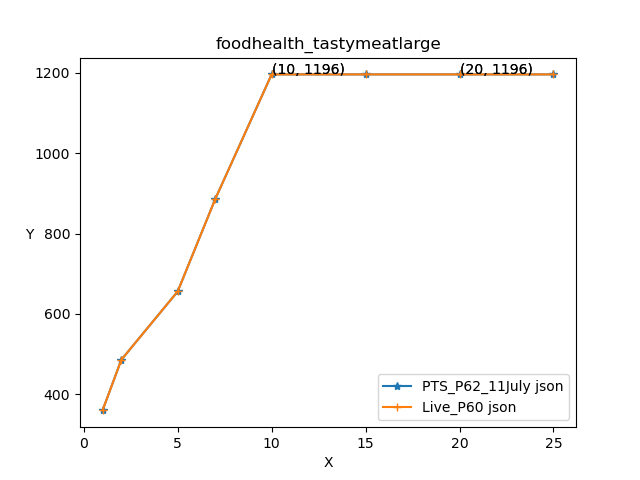 foodhealth_tastymeatlarge
(10, 1196)
(20, 1196)
1200
1000
800
600
400
Y
0
5
10
15
20
25
X
PTS_P62_11July json
Live_P60 json